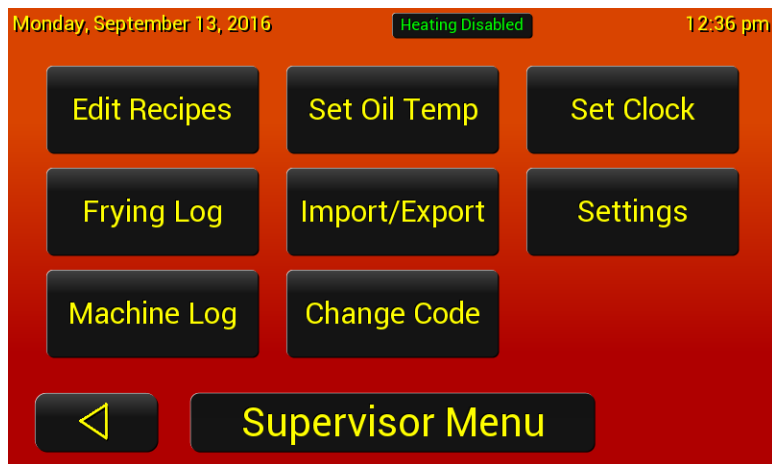 Monday, September 13, 2016
Heating Disabled
12:36 pm
Edit Recipes
Set Oil Temp
Set Clock
Frying Log
Import/Export
Settings
Machine Log
Change Code
Supervisor Menu